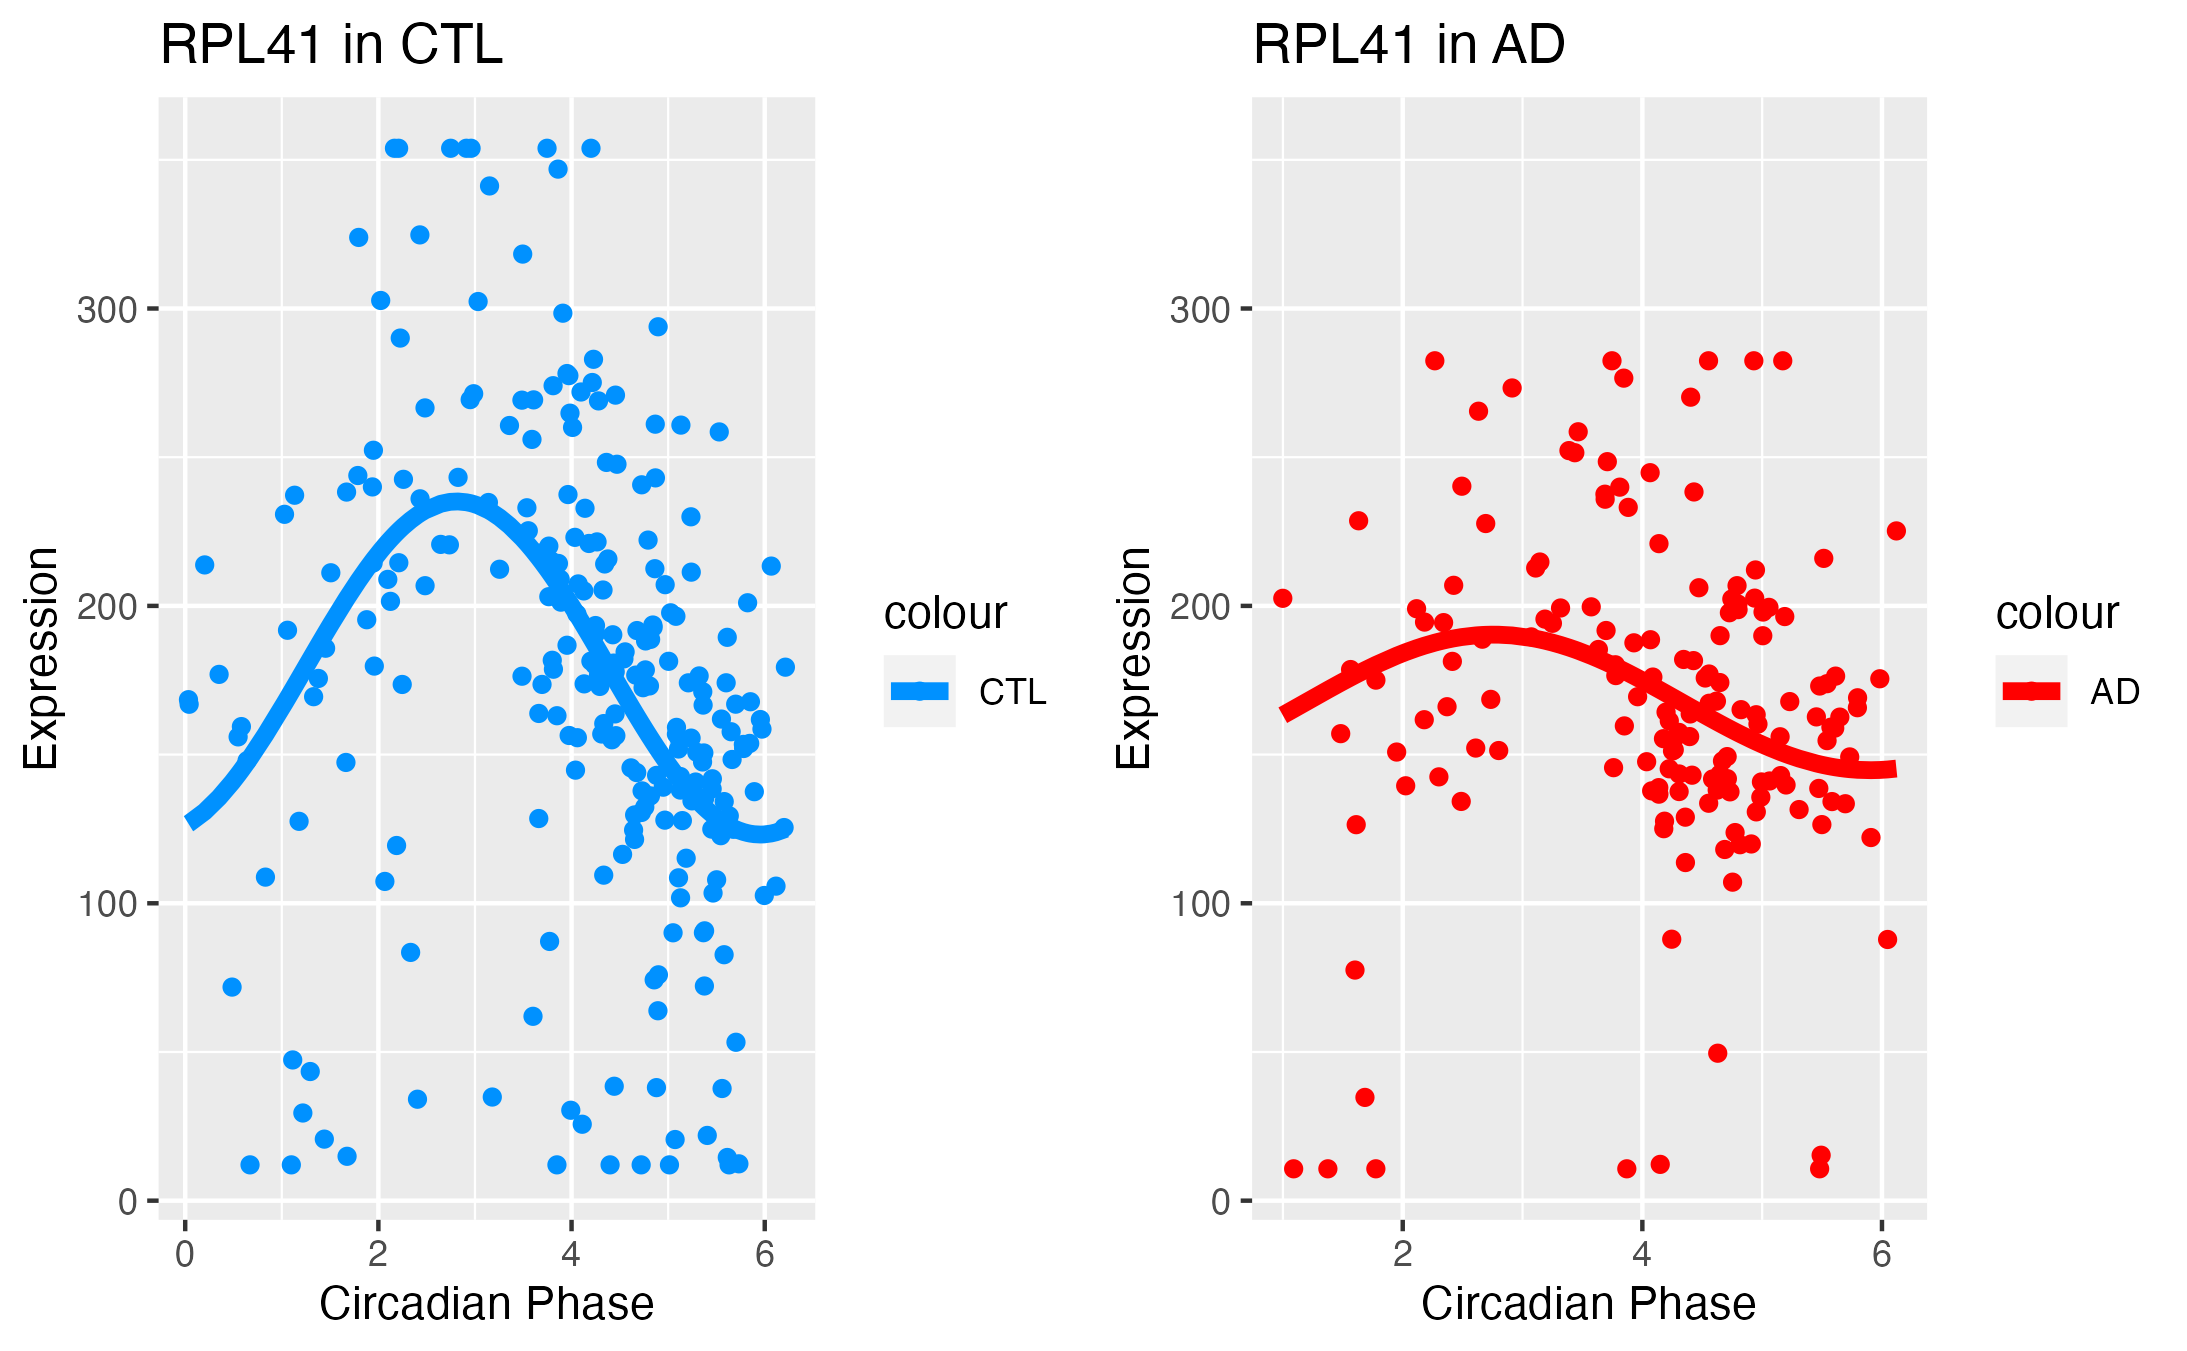 RPL41 in CTL
Expression
300
200
100
0
0 2 4 6
Circadian Phase
colour
CTL
RPL41 in AD
Expression
300
200
100
0
2 4 6
Circadian Phase
colour
AD